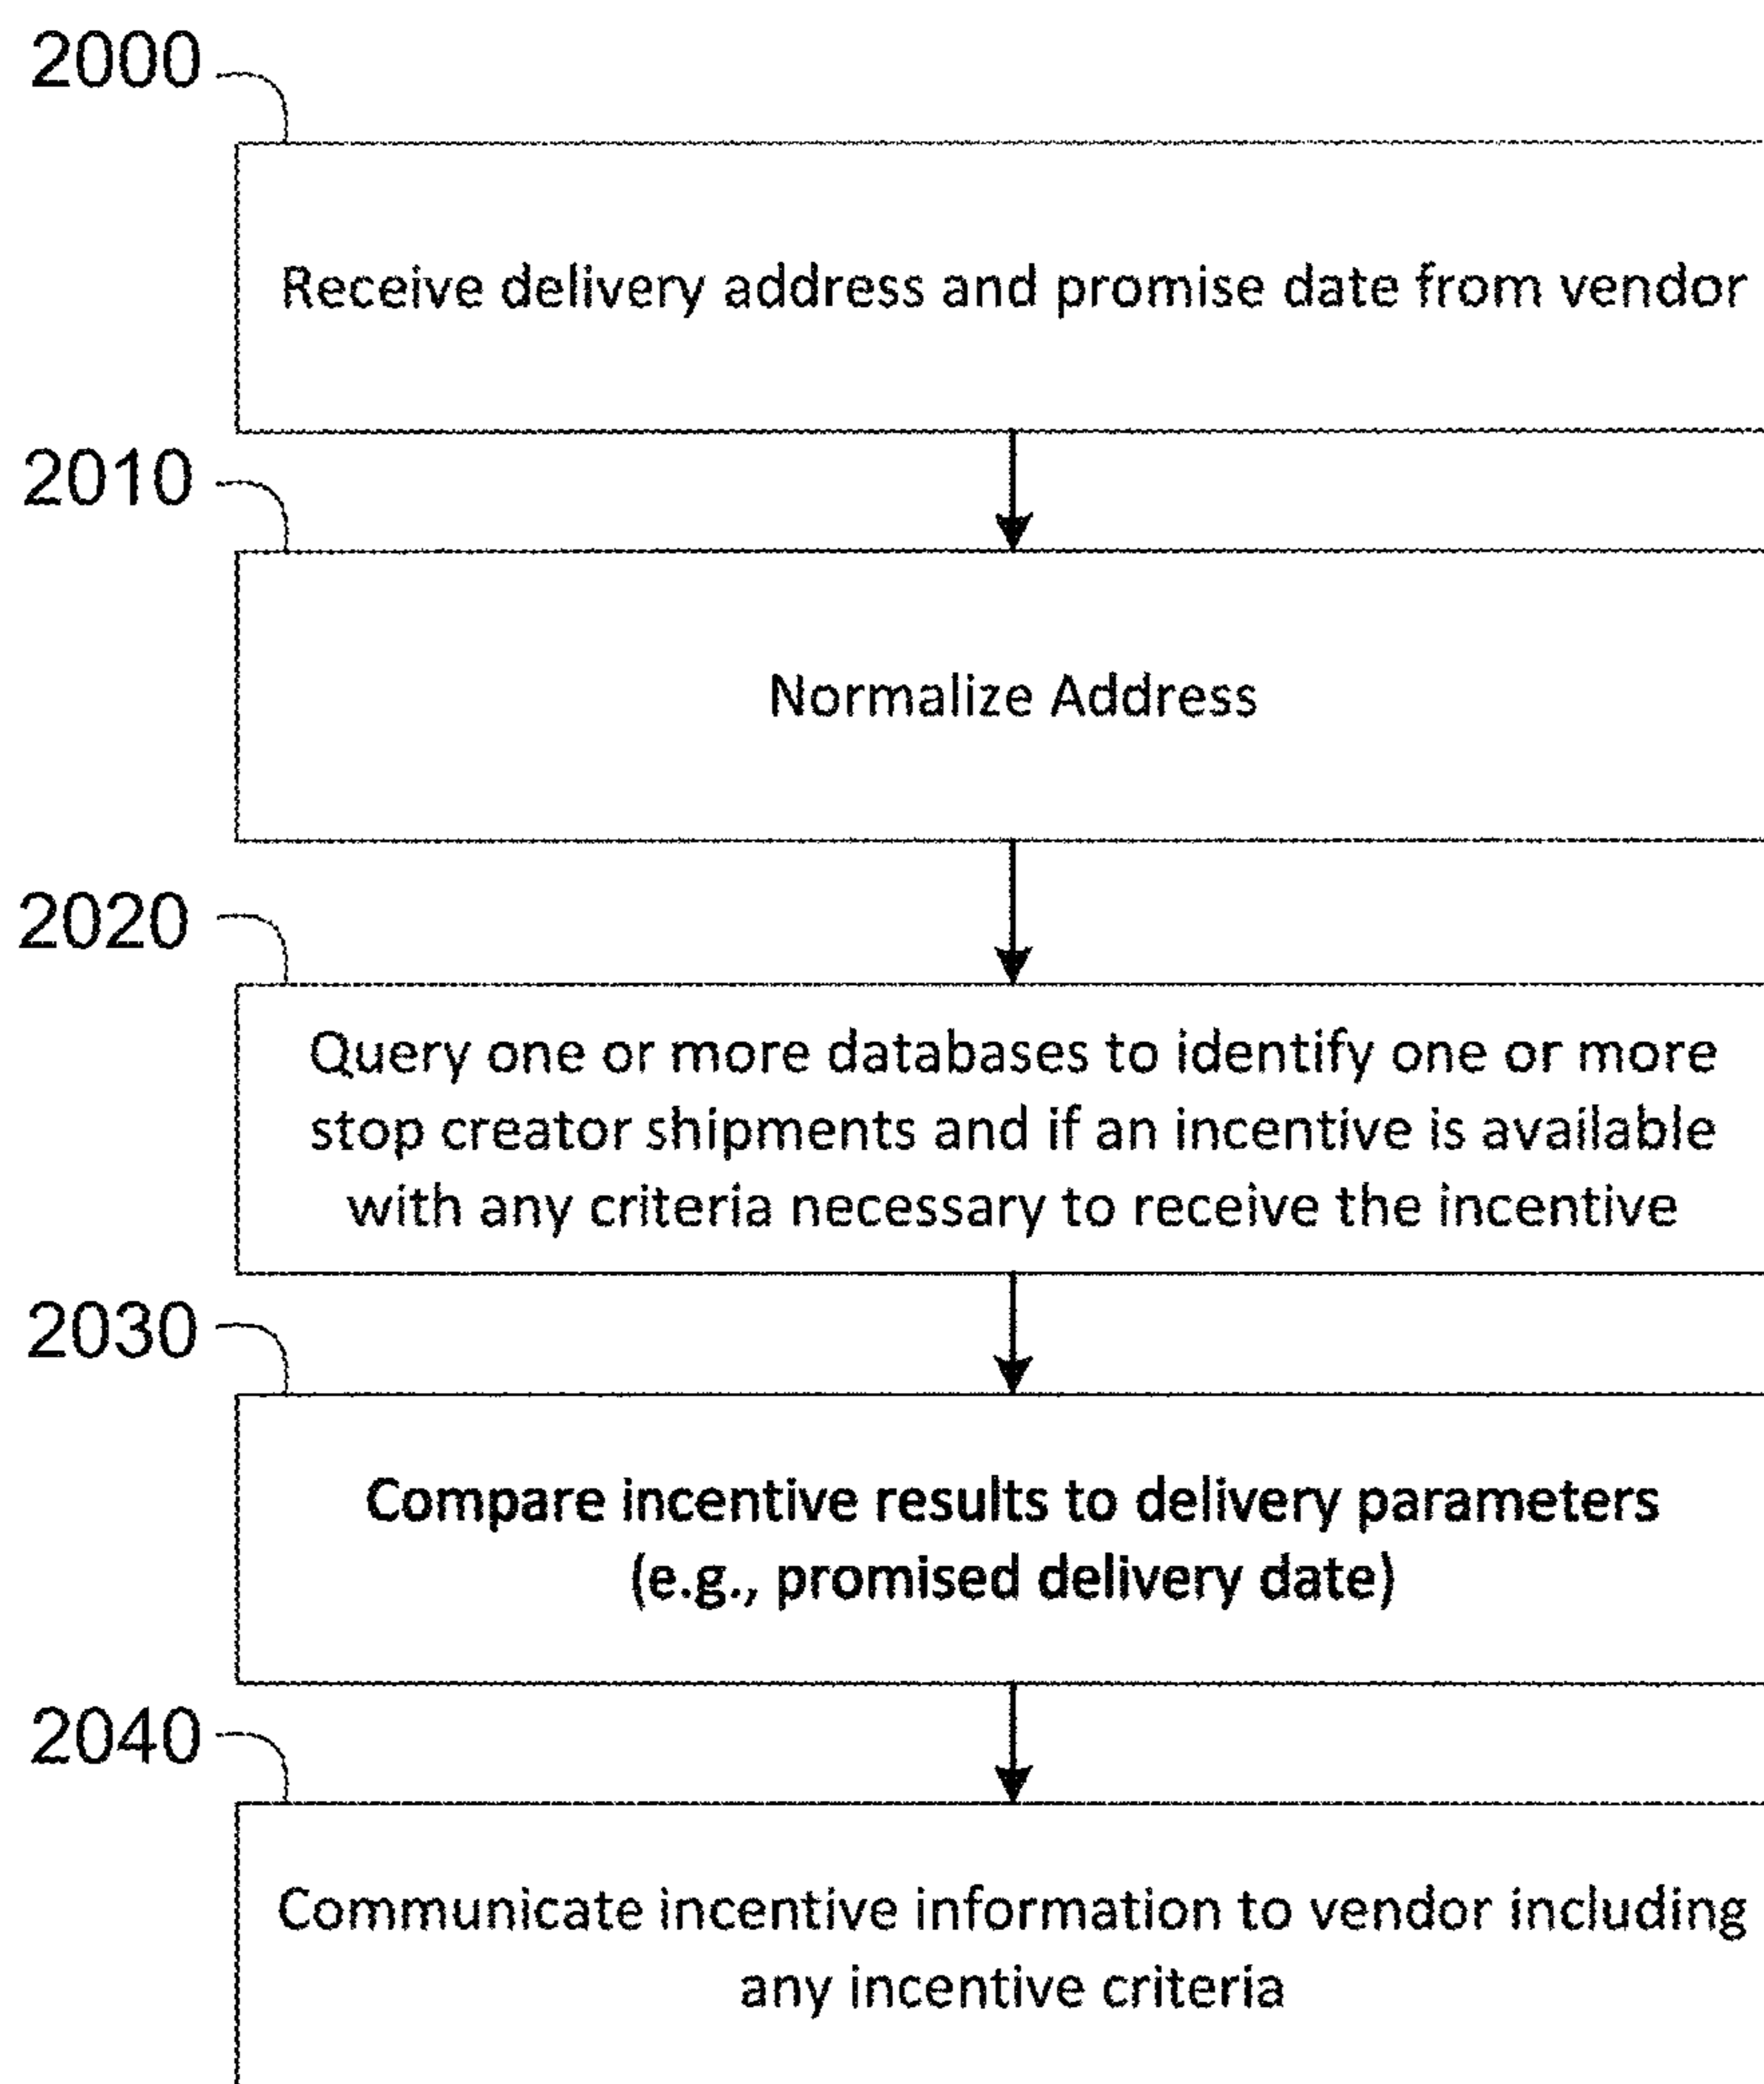 2000
Receive delivery address and promise date from vendor
2010
Normalize Address
2020
Query one or more databases to identify one or more
stop creator shipments and if an incentive is available
with any criteria necessary to receive the incentive
2030
Compare incentive results to delivery parameters
(e.g., promised delivery date)
2040
Communicate incentive information to vendor including
any incentive criteria